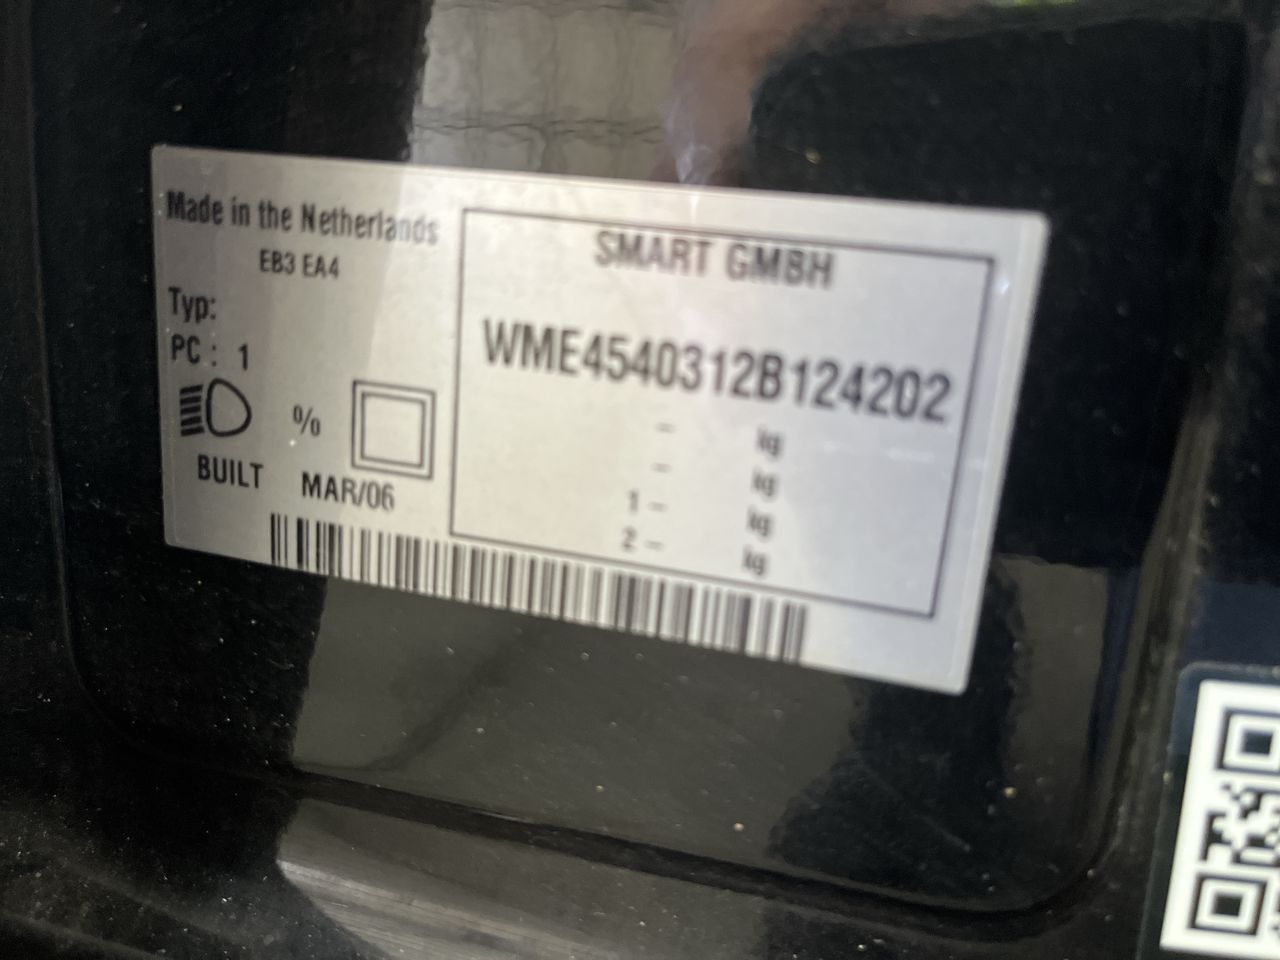 Made in the Netherlands
EB3 EA4
Typ:
PC : 1
%
BUILT MAR/06
SMART GMBH
WME4540312B124202
- kg
- kg
1 - kg
2 - kg